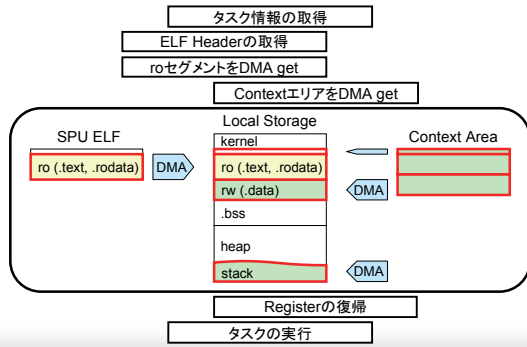 タスク情報の取得
ELF Headerの取得
roセグメントをDMA get
ContextエリアをDMA get
SPU ELF
Local Storage
Context Area
kernel
ro (.text, .rodata)
DMA
ro (.text, .rodata)
rw (.data)
DMA
.bss
heap
stack
DMA
Registerの復帰
タスクの実行